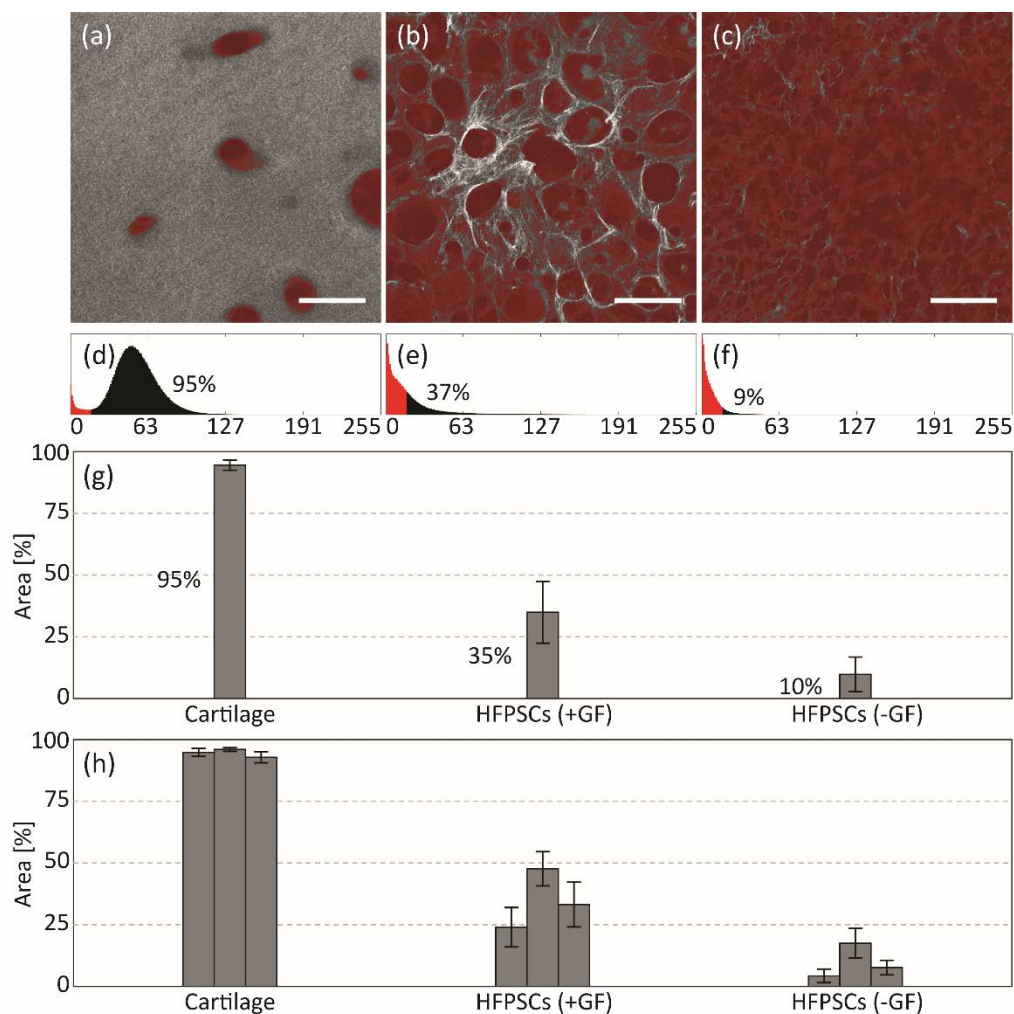 (a) (b) (c)
(d) (e) (f)
95% 37% 9%
0 63 127 191 255 0 63 127 191 255 0 63 127 191 255
100
(g)
75
50
95%
25
35%
10%
0
Area [%]
Cartilage HFPSCs (+GF) HFPSCs (-GF)
100
(h)
75
50
25
0
Area [%]
Cartilage HFPSCs (+GF) HFPSCs (-GF)